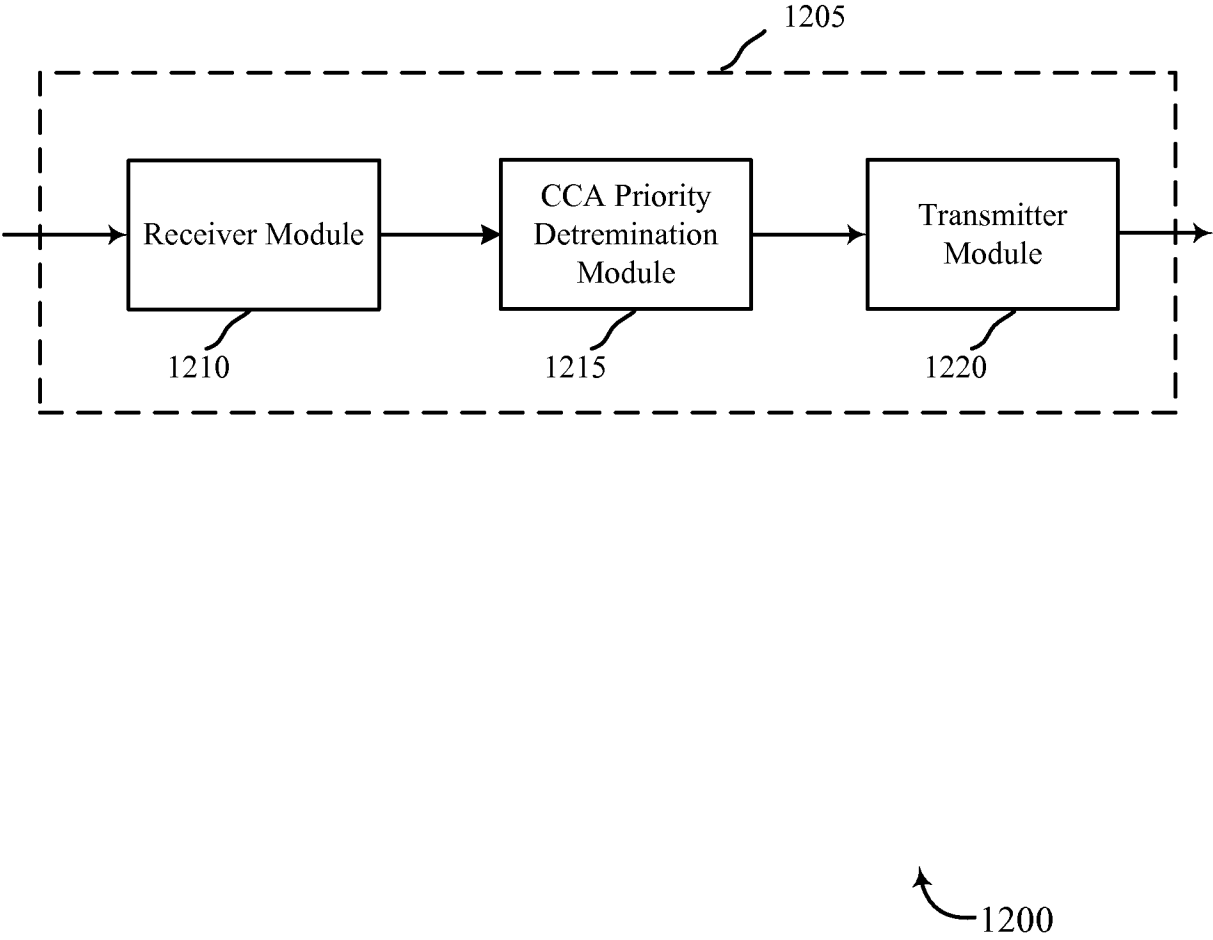 1205
Receiver Module
CCA Priority
Detremination
Module
Transmitter
Module
1210
1215
1220
1200